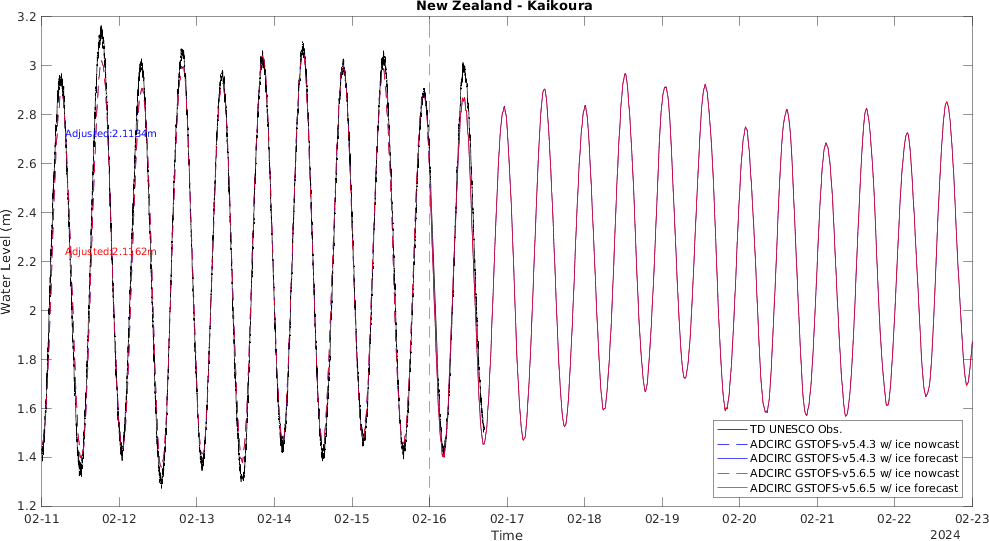 New Zealand - Kaikoura
3.2
3
2.8
2.6
2.4
2.2
2
1.8
1.6
1.4
1.2
Water Level (m)
Adjusted:2.1184m
Adjusted:2.1162m
TD UNESCO Obs.
ADCIRC GSTOFS-v5.4.3 w/ ice nowcast
ADCIRC GSTOFS-v5.4.3 w/ ice forecast
ADCIRC GSTOFS-v5.6.5 w/ ice nowcast
ADCIRC GSTOFS-v5.6.5 w/ ice forecast
02-11 02-12 02-13 02-14 02-15 02-16 02-17 02-18 02-19 02-20 02-21 02-22 02-23
Time
2024